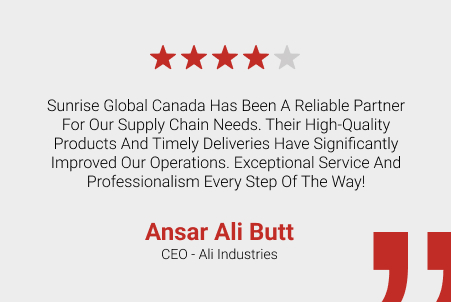 Sunrise Global Canada Has Been A Reliable Partner
For Our Supply Chain Needs. Their High-Quality
Products And Timely Deliveries Have Significantly
Improved Our Operations. Exceptional Service And
Professionalism Every Step Of The Way!
Ansar Ali Butt
CEO - Ali Industries
”